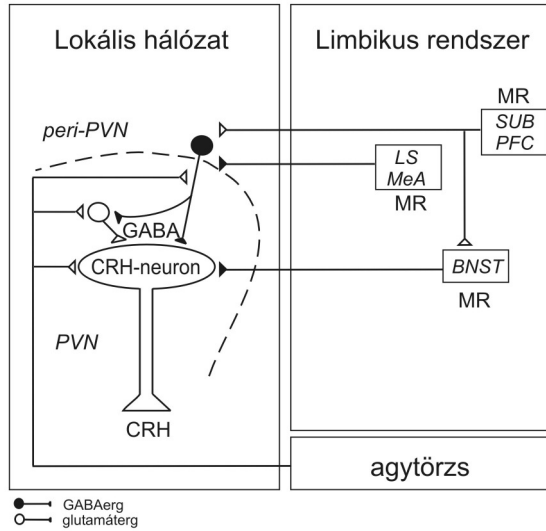 Lokális hálózat
Limbikus rendszer
MR
SUB
PFC
peri-PVN
LS
MeA
MR
GABA
CRH-neuron
BNST
MR
PVN
CRH
agytörzs
GABAerg
glutamáterg